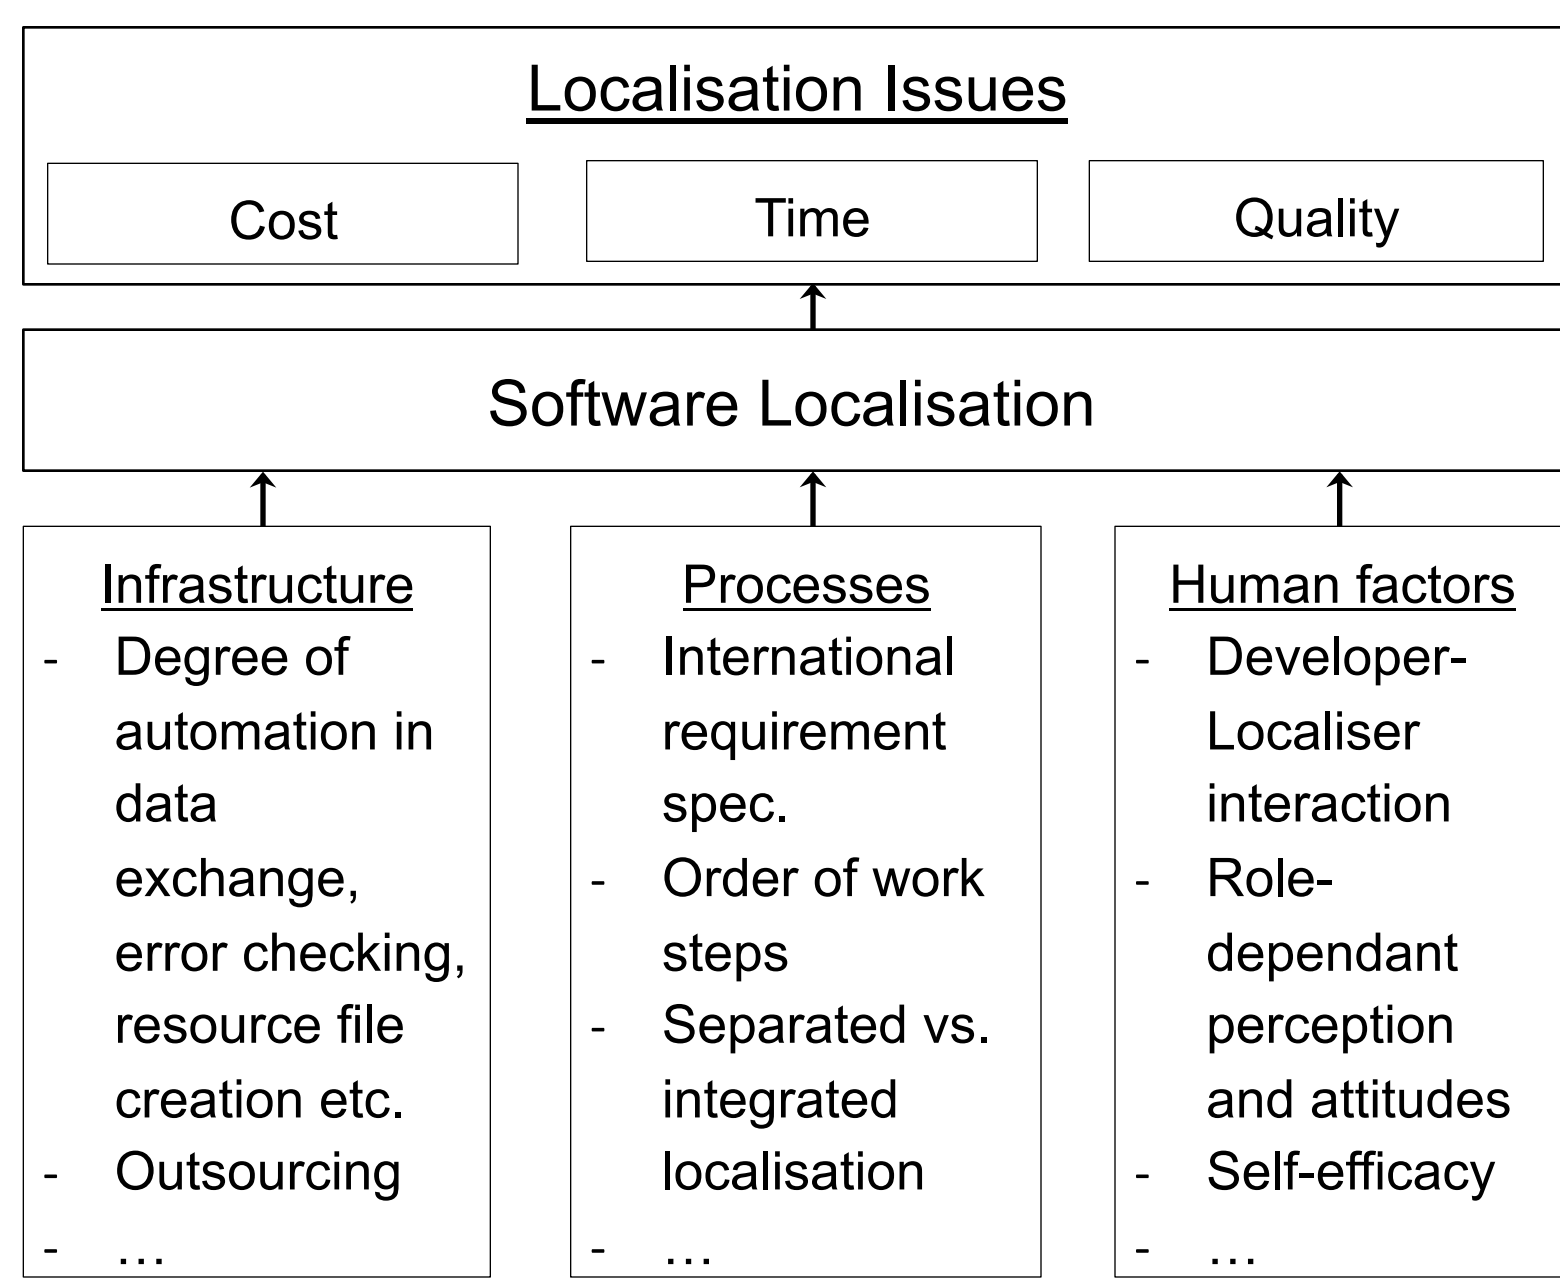 Localisation Issues
Cost
Time
Quality
Software Localisation
Infrastructure
- Degree of
automation in
data
exchange,
error checking,
resource file
creation etc.
- Outsourcing
- …
Processes
- International
requirement
spec.
- Order of work
steps
- Separated vs.
integrated
localisation
- …
Human factors
- Developer-
Localiser
interaction
- Role-
dependant
perception
and attitudes
- Self-efficacy
- …